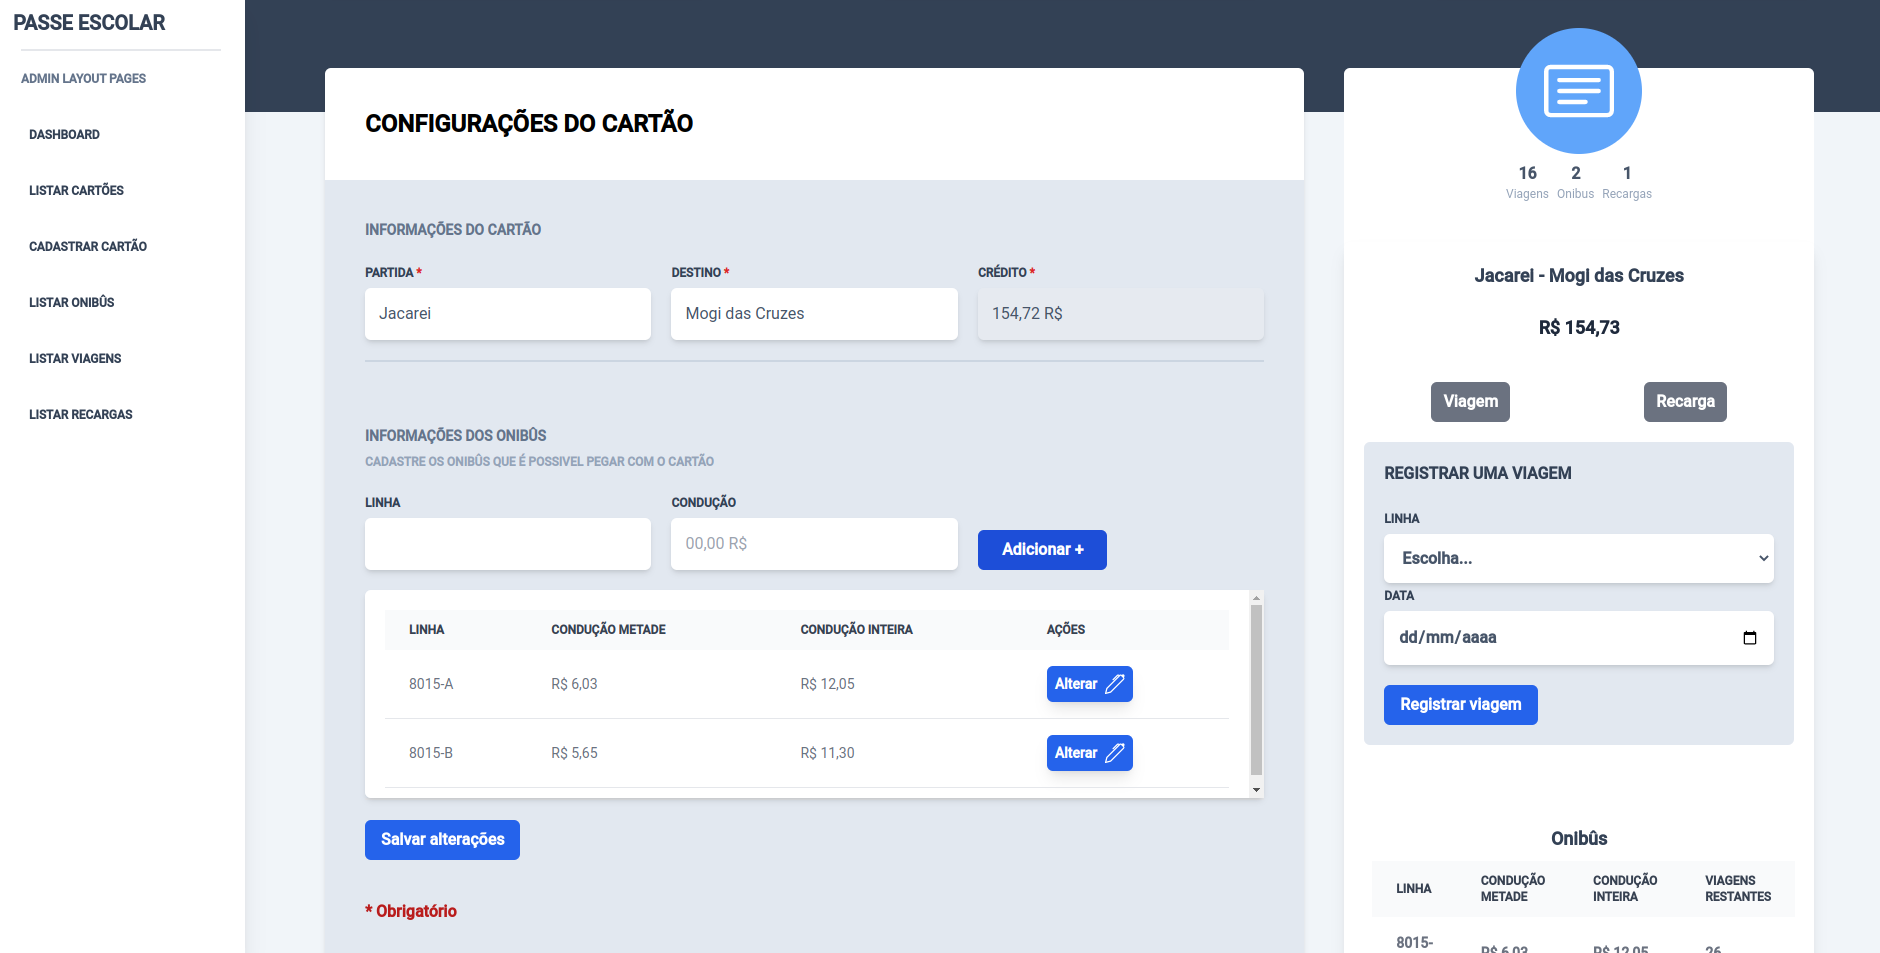 PASSE ESCOLAR
ADMIN LAYOUT PAGES
DASHBOARD
LISTAR CARTÕES
CADASTRAR CARTÃO
LISTAR ONIBÛS
LISTAR VIAGENS
LISTAR RECARGAS
CONFIGURAÇÕES DO CARTÃO
INFORMAÇÕES DO CARTÃO
PARTIDA * DESTINO * CRÉDITO *
Jacarei Mogi das Cruzes 154,72 R$
INFORMAÇÕES DOS ONIBÛS
CADASTRE OS ONIBÛS QUE É POSSIVEL PEGAR COM O CARTÃO
LINHA CONDUÇÃO
00,00 R$ Adicionar +
LINHA CONDUÇÃO METADE CONDUÇÃO INTEIRA AÇÕES
8015-A R$ 6,03 R$ 12,05 Alterar
8015-B R$ 5,65 R$ 11,30 Alterar
Salvar alterações
* Obrigatório
16 2 1
Viagens Onibus Recargas
Jacarei - Mogi das Cruzes
R$ 154,73
Viagem Recarga
REGISTRAR UMA VIAGEM
LINHA
Escolha...
DATA
dd/mm/aaaa
Registrar viagem
Onibûs
LINHA CONDUÇÃO METADE CONDUÇÃO INTEIRA VIAGENS RESTANTES
8015- R$ 6,03 R$ 12,05 26